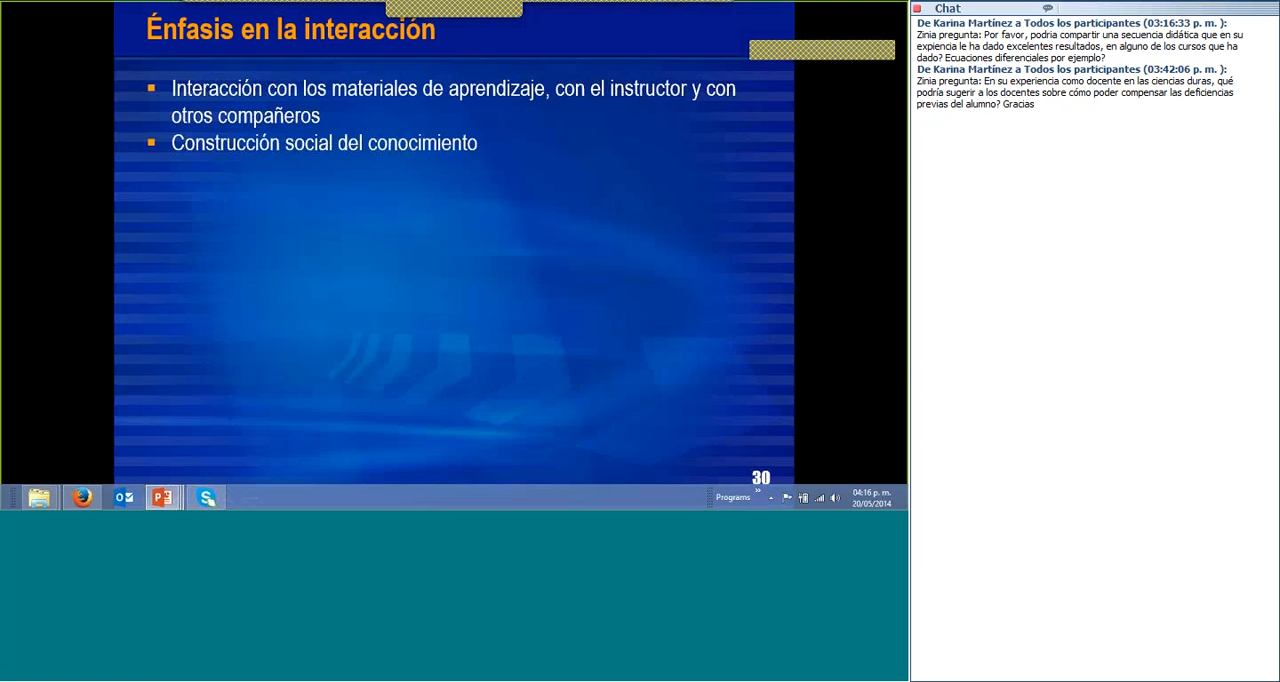 Énfasis en la interacción
Interacción con los materiales de aprendizaje, con el instructor y con
otros compañeros
Construcción social del conocimiento
30
Programs
»
04:16 p. m.
20/05/2014
Chat
De Karina Martínez a Todos los participantes (03:16:33 p. m. ):
Zinia pregunta: Por favor, podria compartir una secuencia didática que en su
expiencia le ha dado excelentes resultados, en alguno de los cursos que ha
dado? Ecuaciones diferenciales por ejemplo?
De Karina Martínez a Todos los participantes (03:42:06 p. m. ):
Zinia pregunta: En su experiencia como docente en las ciencias duras, qué
podría sugerir a los docentes sobre cómo poder compensar las deficiencias
previas del alumno? Gracias